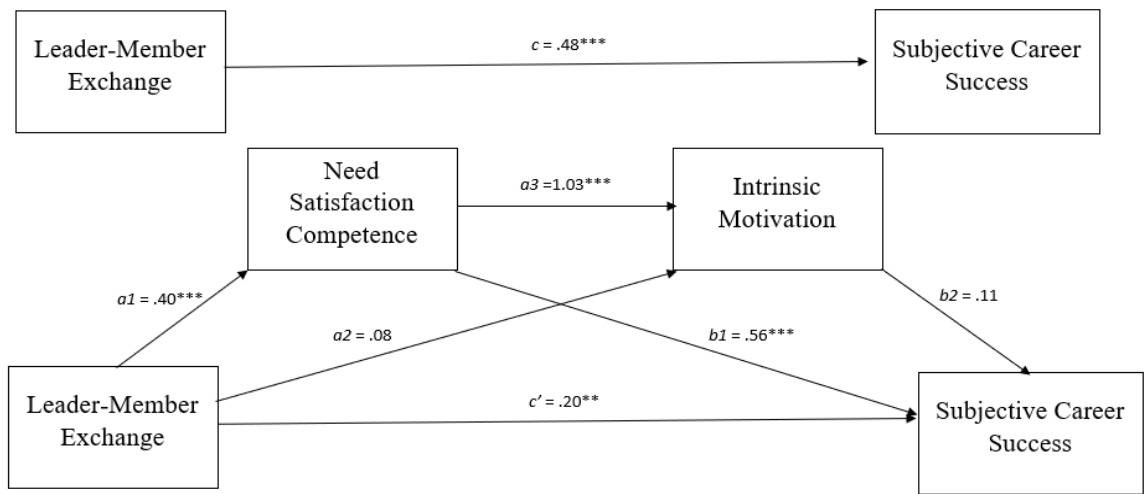 Leader-Member
Exchange
c = .48***
Subjective Career
Success
Need
Satisfaction
Competence
a3 =1.03***
Intrinsic
Motivation
a1 = .40***
a2 = .08
b1 = .56***
b2 = .11
Leader-Member
Exchange
c’ = .20**
Subjective Career
Success